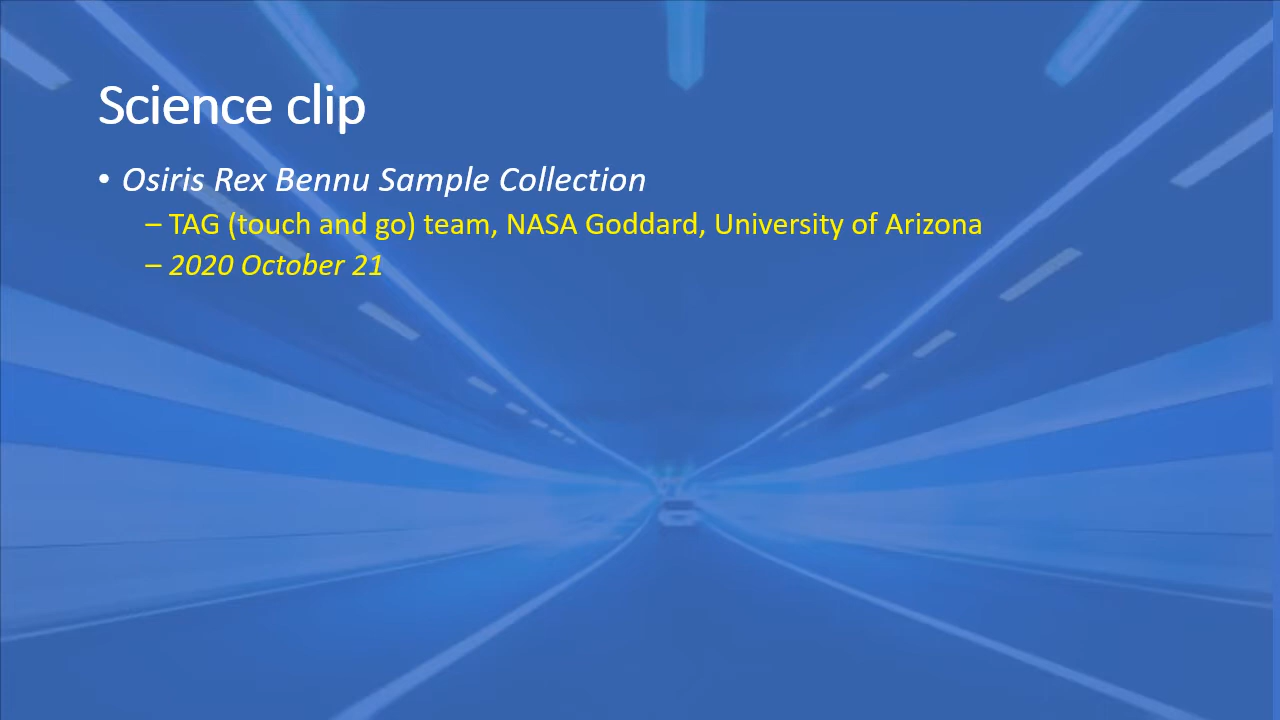 Science clip
• Osiris Rex Bennu Sample Collection
– TAG (touch and go) team, NASA Goddard, University of Arizona
– 2020 October 21